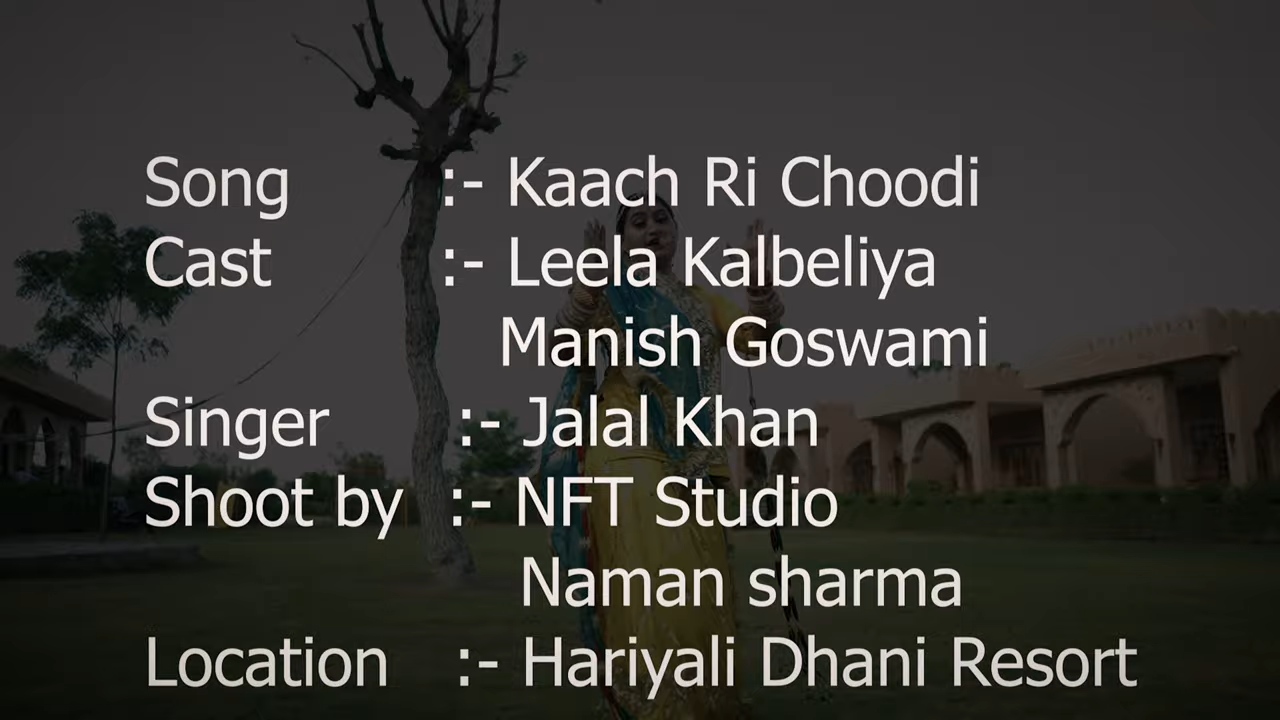 Song :- Kaach Ri Choodi
Cast :- Leela Kalbeliya
Manish Goswami
Singer :- Jalal Khan
Shoot by :- NFT Studio
Naman sharma
Location :- Hariyali Dhani Resort